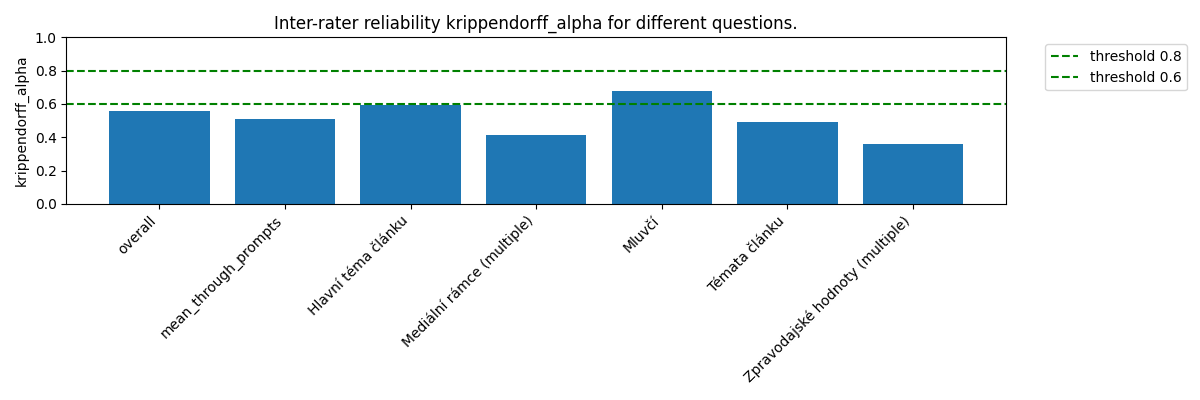 Inter-rater reliability krippendorff_alpha for different questions.
krippendorff_alpha
1.0
0.8
0.6
0.4
0.2
0.0
overall
mean_through_prompts
Hlavní téma článku
Mediální rámce (multiple)
Mluvčí
Témata článku
Zpravodajské hodnoty (multiple)
threshold 0.8
threshold 0.6